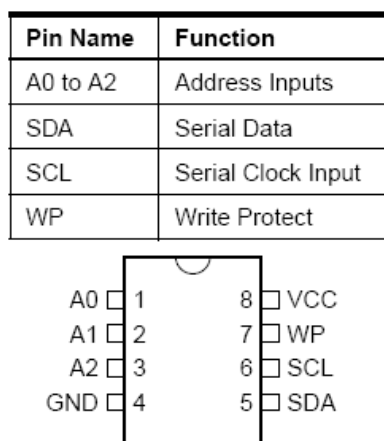 Pin Name Function
A0 to A2 Address Inputs
SDA Serial Data
SCL Serial Clock Input
WP Write Protect
A0 1 8 VCC
A1 2 7 WP
A2 3 6 SCL
GND 4 5 SDA